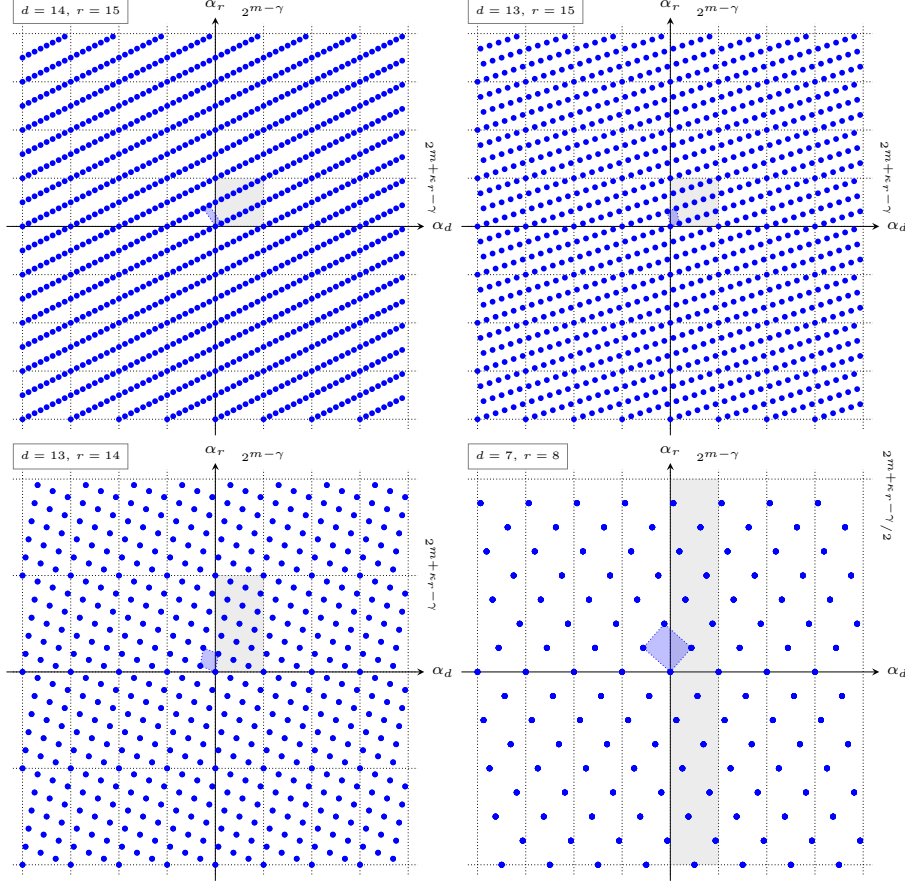 d = 14, r = 15
α_r
2^{m−γ}
2^{m+κ_r−γ}
α_d
d = 13, r = 15
α_r
2^{m−γ}
2^{m+κ_r−γ}
α_d
d = 13, r = 14
α_r
2^{m−γ}
2^{m+κ_r−γ}
α_d
d = 7, r = 8
α_r
2^{m−γ}
2^{m+κ_r−γ}/2
α_d